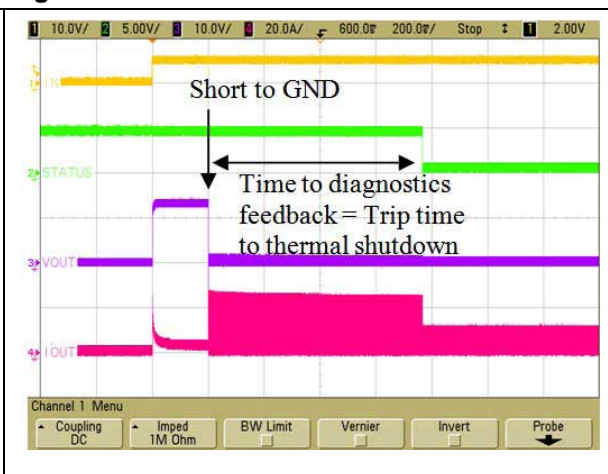 1 10.0V/ 2 5.00V/ 3 10.0V/ 4 20.0A/ 600.0▼ 200.0▼/ Stop 1 2.00V
1 IN
Short to GND
2 STATUS
Time to diagnostics
feedback = Trip time
to thermal shutdown
3 VOUT
4 IOUT
Channel 1 Menu
Coupling DC
Imped 1M Ohm
BW Limit
Vernier
Invert
Probe